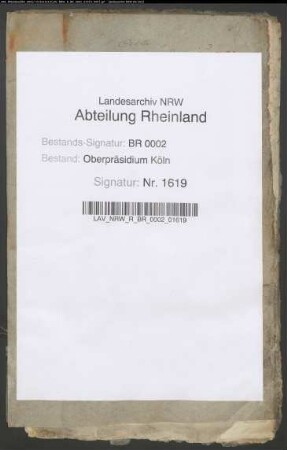 Landesarchiv NRW
Abteilung Rheinland
Bestands-Signatur: BR 0002
Bestand: Oberpräsidium Köln
Signatur: Nr. 1619
LAV_NRW_R_BR_0002_01619